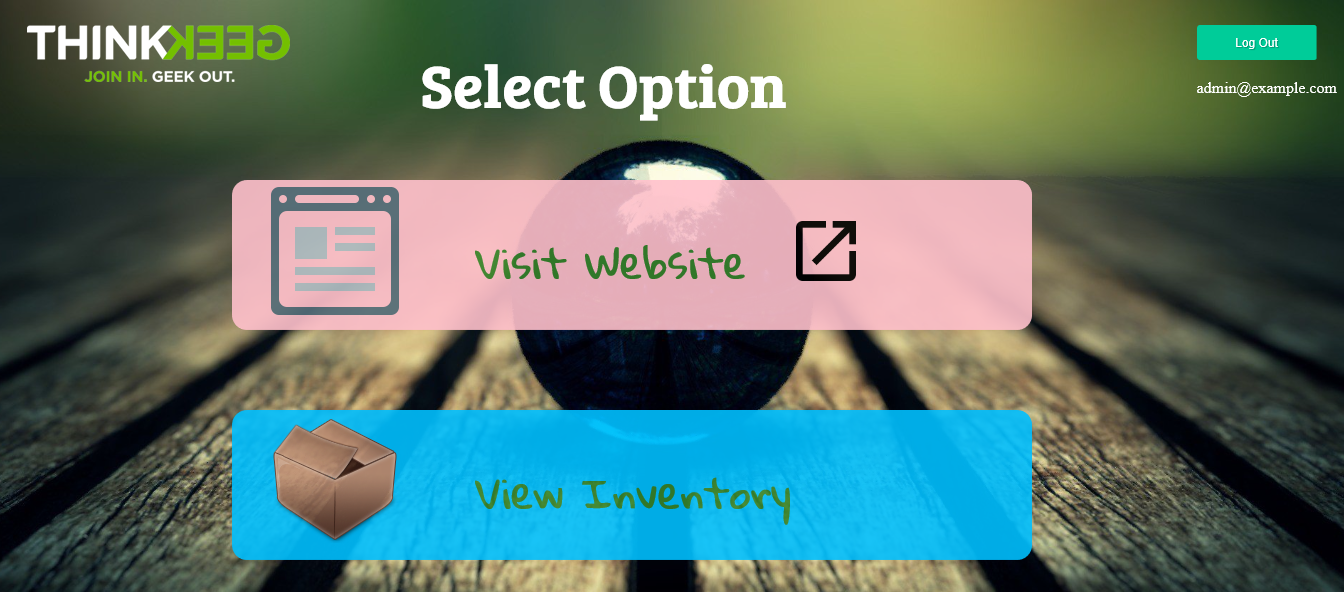 THINKGEEK
JOIN IN. GEEK OUT.
Log Out
Select Option
admin@example.com
Visit Website
View Inventory